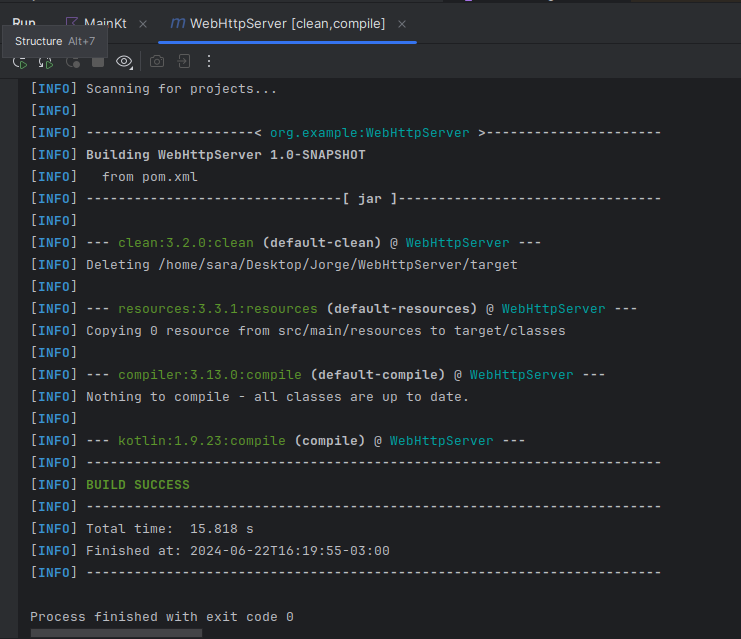 Run MainKt × m WebHttpServer [clean,compile] ×
Structure Alt+7
[INFO] Scanning for projects...
[INFO]
[INFO] ---------------------< org.example:WebHttpServer >----------------------
[INFO] Building WebHttpServer 1.0-SNAPSHOT
[INFO]   from pom.xml
[INFO] --------------------------------[ jar ]---------------------------------
[INFO]
[INFO] --- clean:3.2.0:clean (default-clean) @ WebHttpServer ---
[INFO] Deleting /home/sara/Desktop/Jorge/WebHttpServer/target
[INFO]
[INFO] --- resources:3.3.1:resources (default-resources) @ WebHttpServer ---
[INFO] Copying 0 resource from src/main/resources to target/classes
[INFO]
[INFO] --- compiler:3.13.0:compile (default-compile) @ WebHttpServer ---
[INFO] Nothing to compile - all classes are up to date.
[INFO]
[INFO] --- kotlin:1.9.23:compile (compile) @ WebHttpServer ---
[INFO] ------------------------------------------------------------------------
[INFO] BUILD SUCCESS
[INFO] ------------------------------------------------------------------------
[INFO] Total time:  15.818 s
[INFO] Finished at: 2024-06-22T16:19:55-03:00
[INFO] ------------------------------------------------------------------------
Process finished with exit code 0